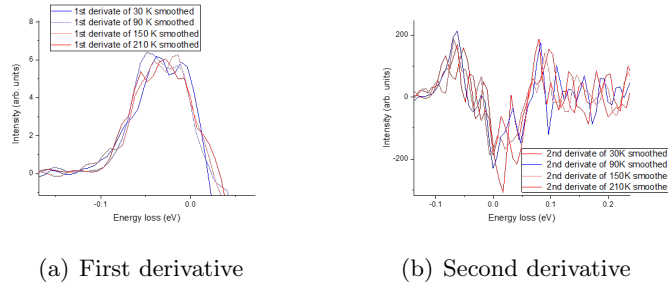 1st derivate of 30 K smoothed
1st derivate of 90 K smoothed
1st derivate of 150 K smoothed
1st derivate of 210 K smoothed
8
6
4
2
0
Intensity (arb. units)
-0.1
0.0
Energy loss (eV)
(a) First derivative
200
0
-200
Intensity (arb. units)
2nd derivate of 30K smoothed
2nd derivate of 90K smoothed
2nd derivate of 150K smoothe
2nd derivate of 210K smoothe
-0.1
0.0
0.1
0.2
Energy loss (eV)
(b) Second derivative